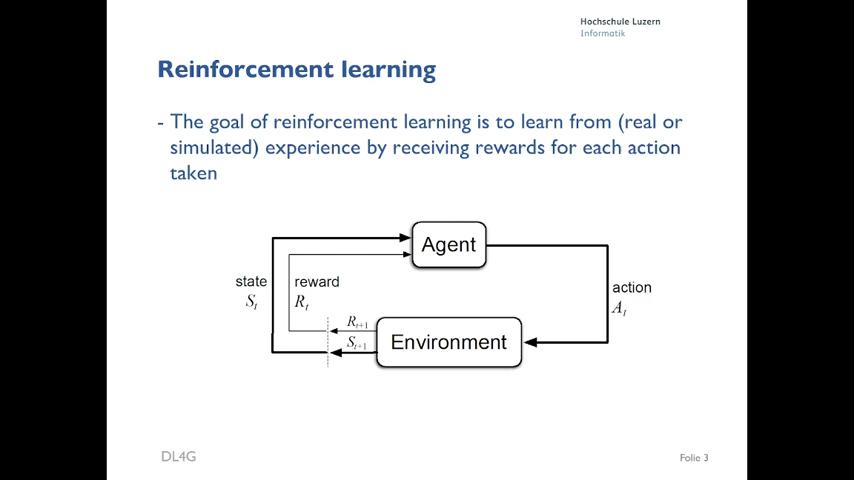 Hochschule Luzern
Informatik
Reinforcement learning
- The goal of reinforcement learning is to learn from (real or
simulated) experience by receiving rewards for each action
taken
Agent
state
S_t
reward
R_t
action
A_t
R_{t+1}
S_{t+1}
Environment
DL4G
Folie 3